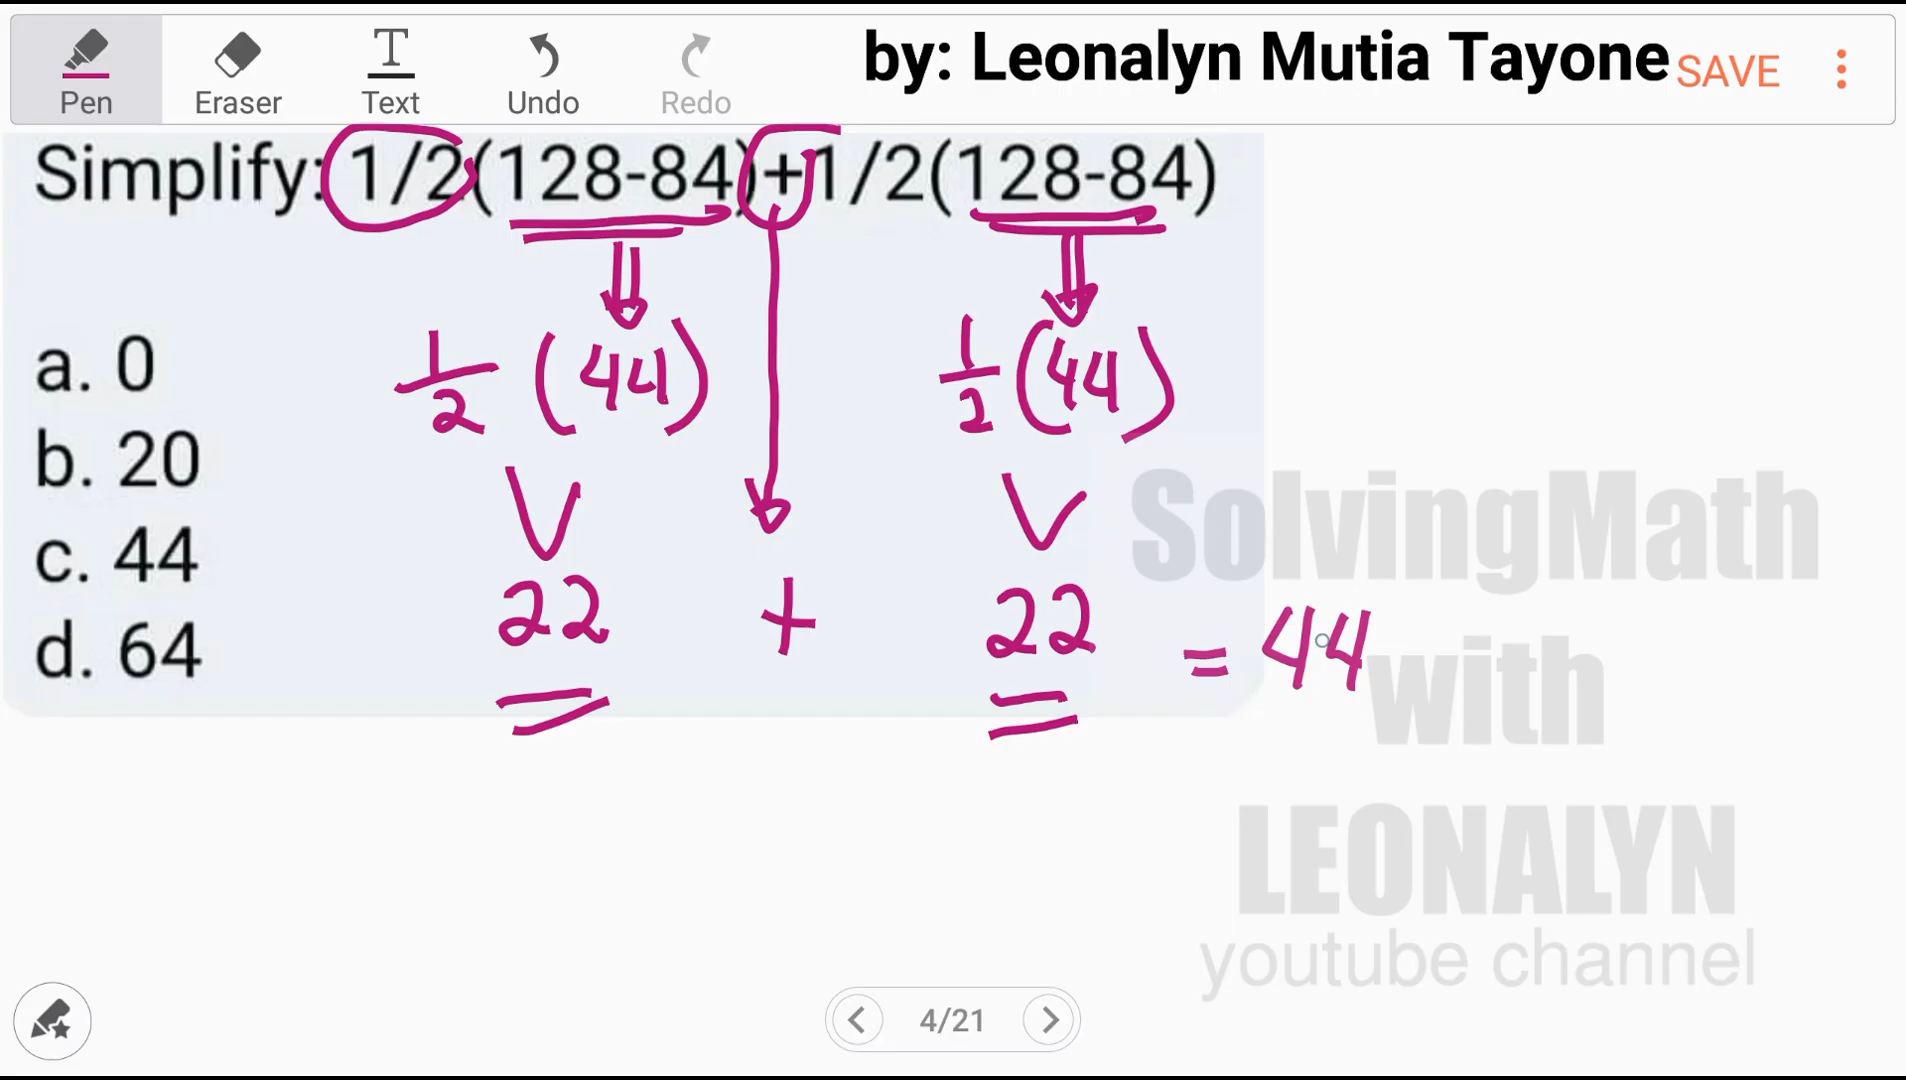 by: Leonalyn Mutia Tayone
SAVE
Pen
Eraser
Text
Undo
Redo
Simplify: 1/2(128-84)+1/2(128-84)
a. 0
b. 20
c. 44
d. 64
1/2 (44) 1/2 (44)
22 + 22 = 44
SolvingMath
with
LEONALYN
youtube channel
4/21